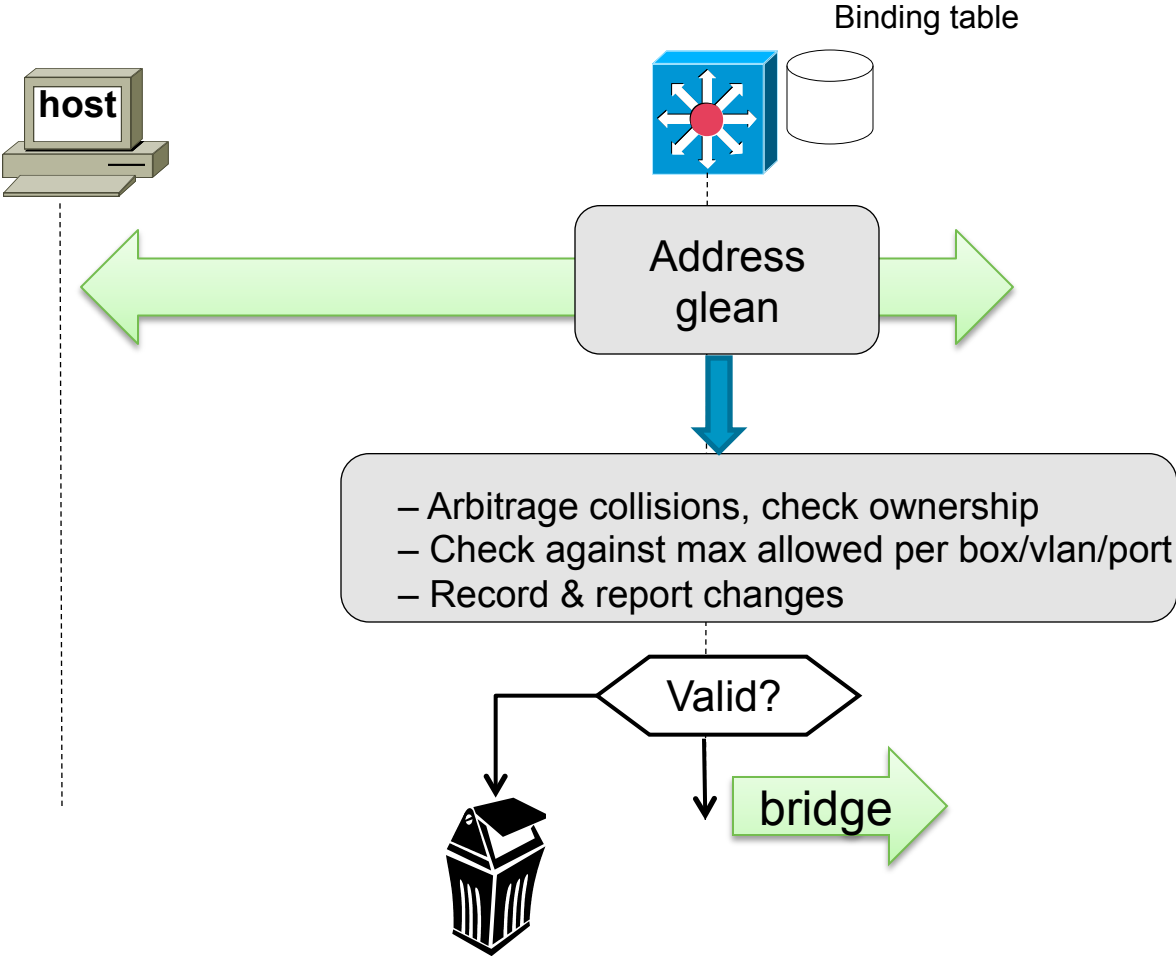 Binding table
host
Address
glean
– Arbitrage collisions, check ownership
– Check against max allowed per box/vlan/port
– Record & report changes
Valid?
bridge